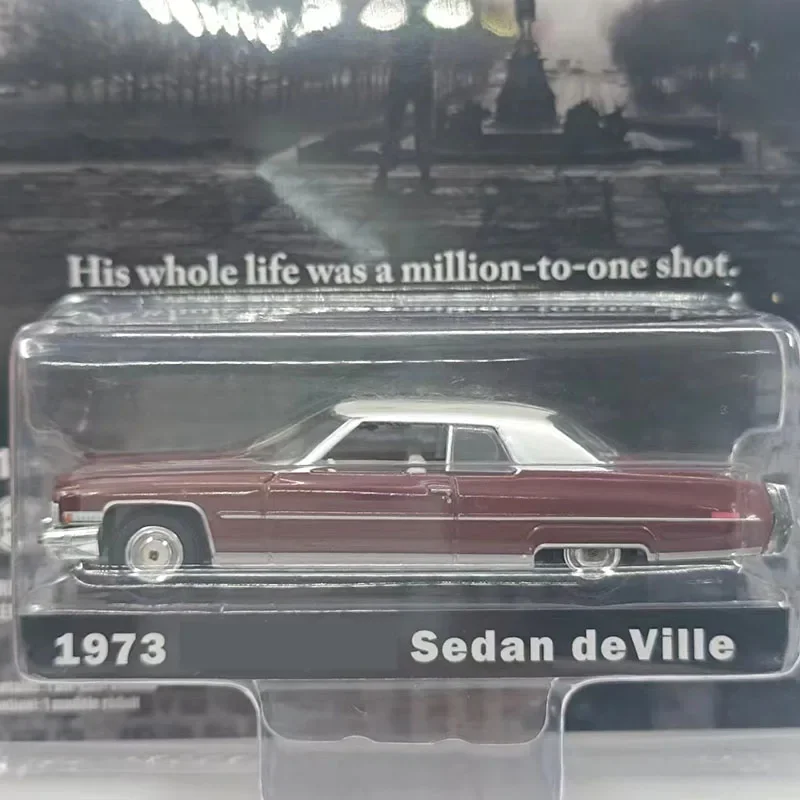 His whole life was a million-to-one shot.
1973 Sedan deVille